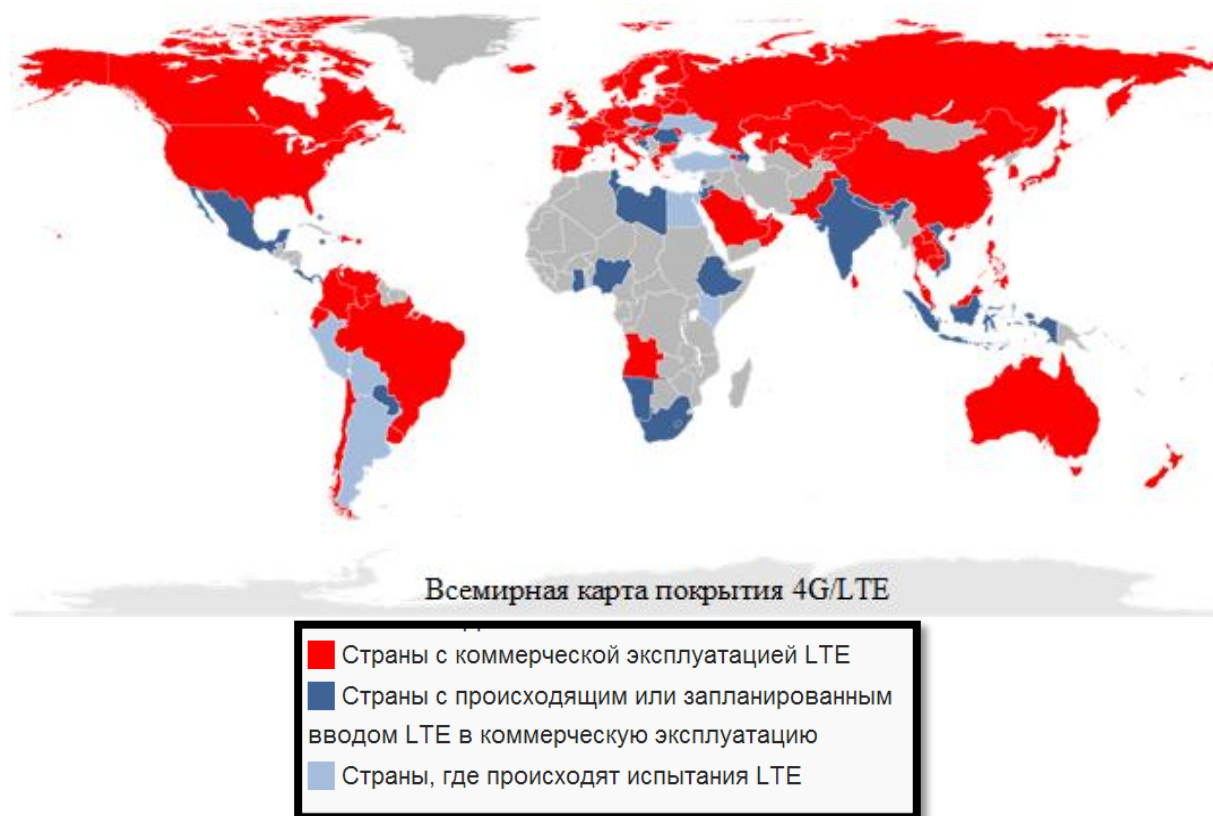 Всемирная карта покрытия 4G/LTE
Страны с коммерческой эксплуатацией LTE
Страны с происходящим или запланированным
вводом LTE в коммерческую эксплуатацию
Страны, где происходят испытания LTE